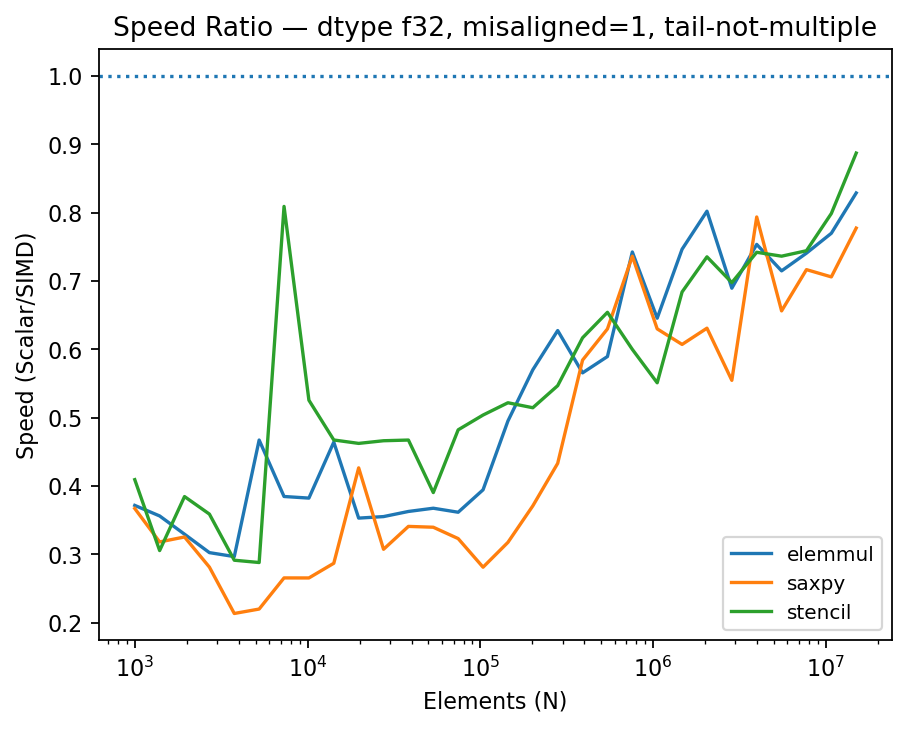 Speed Ratio — dtype f32, misaligned=1, tail-not-multiple
Speed (Scalar/SIMD)
1.0
0.9
0.8
0.7
0.6
0.5
0.4
0.3
0.2
elemmul
saxpy
stencil
10³ 10⁴ 10⁵ 10⁶ 10⁷
Elements (N)